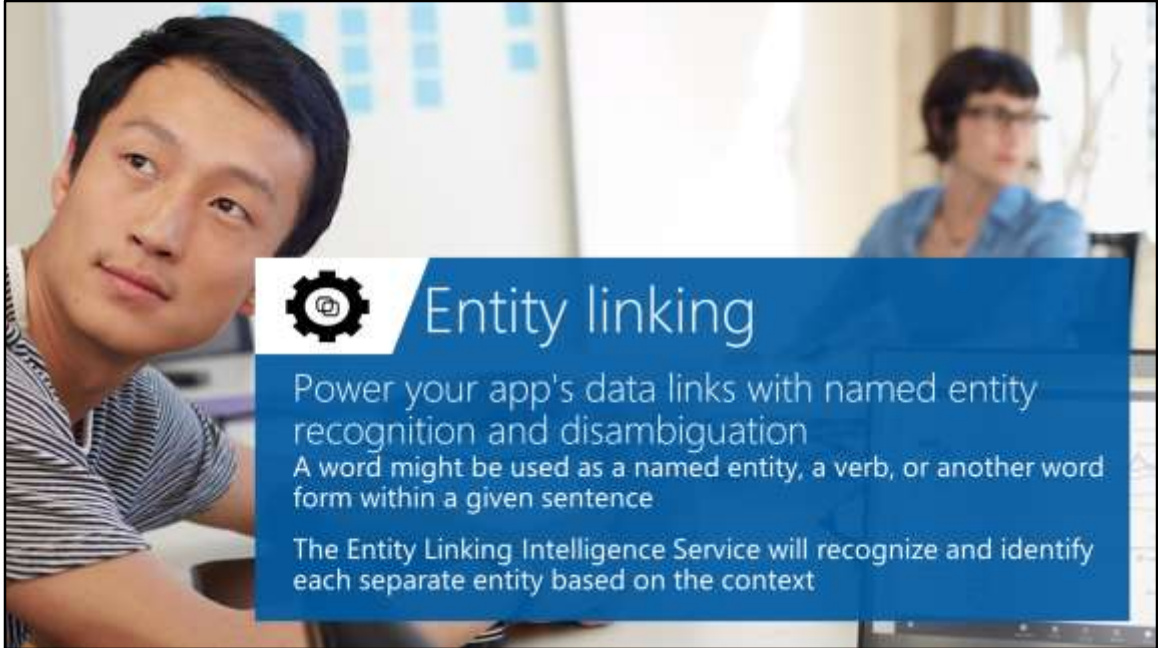 Entity linking
Power your app's data links with named entity
recognition and disambiguation
A word might be used as a named entity, a verb, or another word
form within a given sentence
The Entity Linking Intelligence Service will recognize and identify
each separate entity based on the context